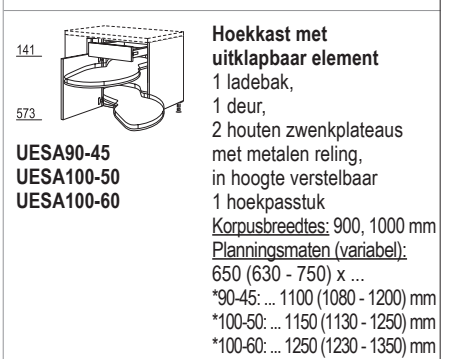 141
573
UESA90-45
UESA100-50
UESA100-60
Hoekkast met
uitklapbaar element
1 ladebak,
1 deur,
2 houten zwenkplateaus
met metalen reling,
in hoogte verstelbaar
1 hoekpasstuk
Korpusbreedtes: 900, 1000 mm
Planningsmaten (variabel):
650 (630 - 750) x ...
*90-45: ... 1100 (1080 - 1200) mm
*100-50: ... 1150 (1130 - 1250) mm
*100-60: ... 1250 (1230 - 1350) mm